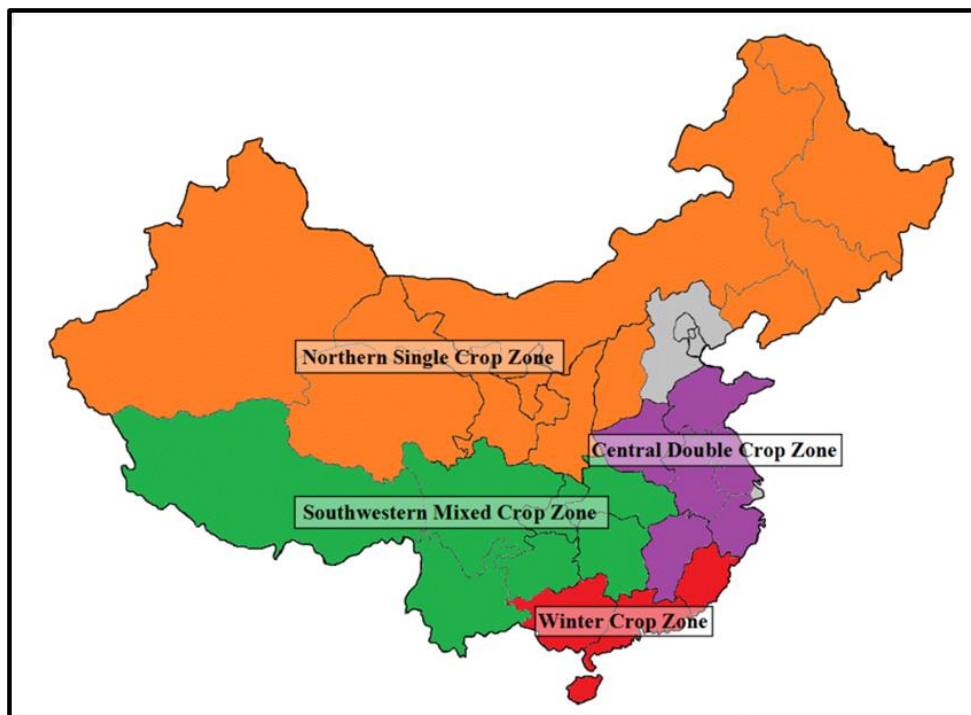 Northern Single Crop Zone
Central Double Crop Zone
Southwestern Mixed Crop Zone
Winter Crop Zone